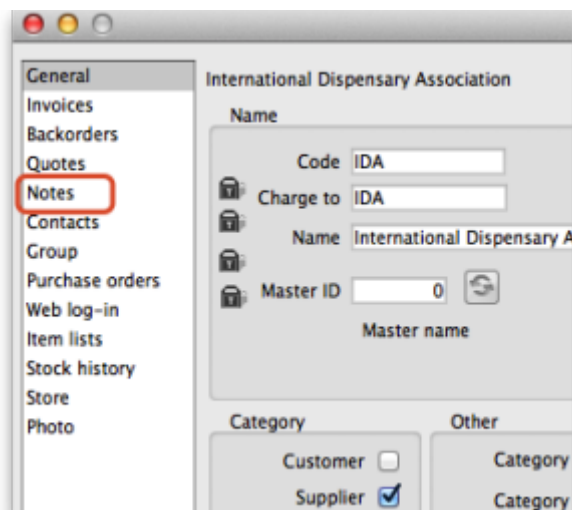 General
Invoices
Backorders
Quotes
Notes
Contacts
Group
Purchase orders
Web log-in
Item lists
Stock history
Store
Photo
International Dispensary Association
Name
Code IDA
Charge to IDA
Name International Dispensary A
Master ID 0
Master name
Category
Customer
Supplier
Other
Category
Category